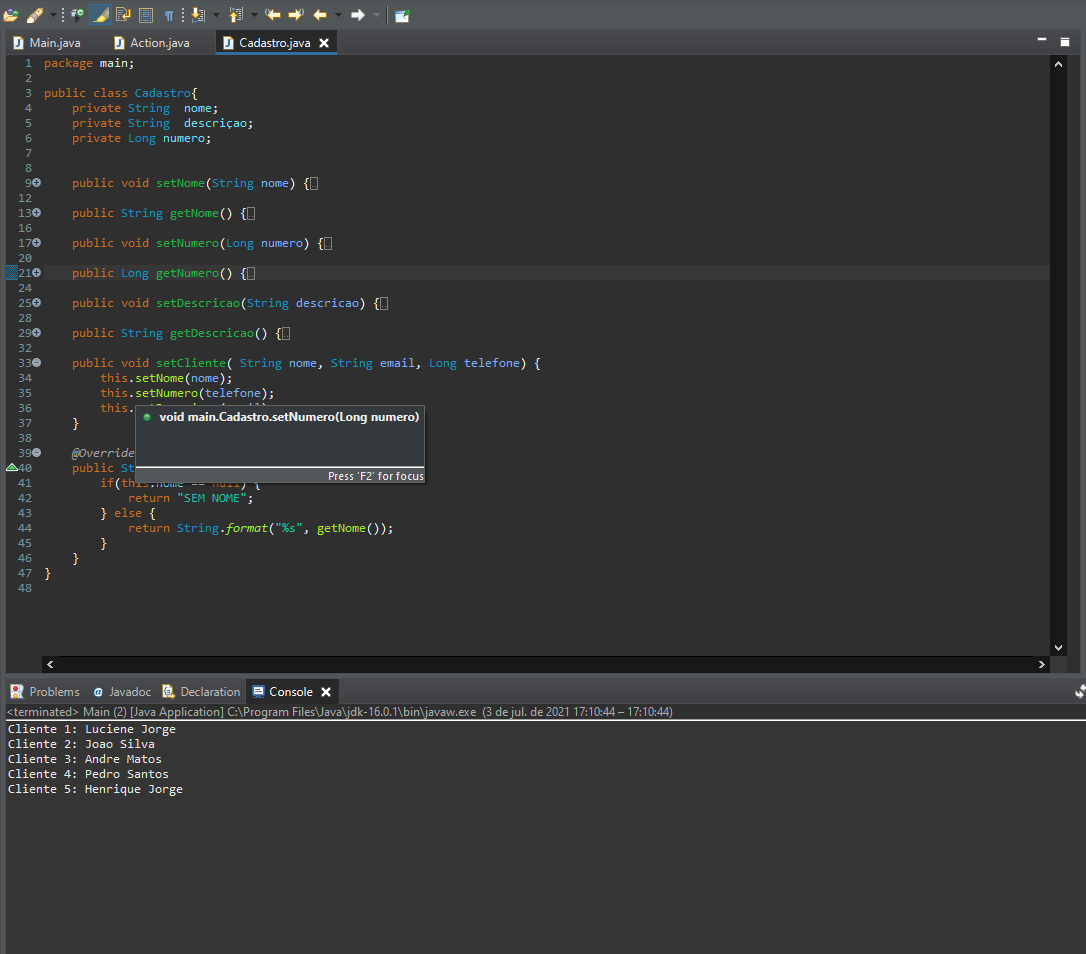 Main.java Action.java Cadastro.java
1 package main;
2
3 public class Cadastro{
4 private String nome;
5 private String descriçao;
6 private Long numero;
7
8
9 public void setNome(String nome) {
12
13 public String getNome() {
16
17 public void setNumero(Long numero) {
20
21 public Long getNumero() {
24
25 public void setDescricao(String descricao) {
28
29 public String getDescricao() {
32
33 public void setCliente( String nome, String email, Long telefone) {
34 this.setNome(nome);
35 this.setNumero(telefone);
36 this.
void main.Cadastro.setNumero(Long numero)
37 }
38
39 @Override
40 public St
Press 'F2' for focus
41 if(this.nome == null) {
42 return "SEM NOME";
43 } else {
44 return String.format("%s", getNome());
45 }
46 }
47 }
48
Problems Javadoc Declaration Console
<terminated> Main (2) [Java Application] C:\Program Files\Java\jdk-16.0.1\bin\javaw.exe (3 de jul. de 2021 17:10:44 – 17:10:44)
Cliente 1: Luciene Jorge
Cliente 2: Joao Silva
Cliente 3: Andre Matos
Cliente 4: Pedro Santos
Cliente 5: Henrique Jorge